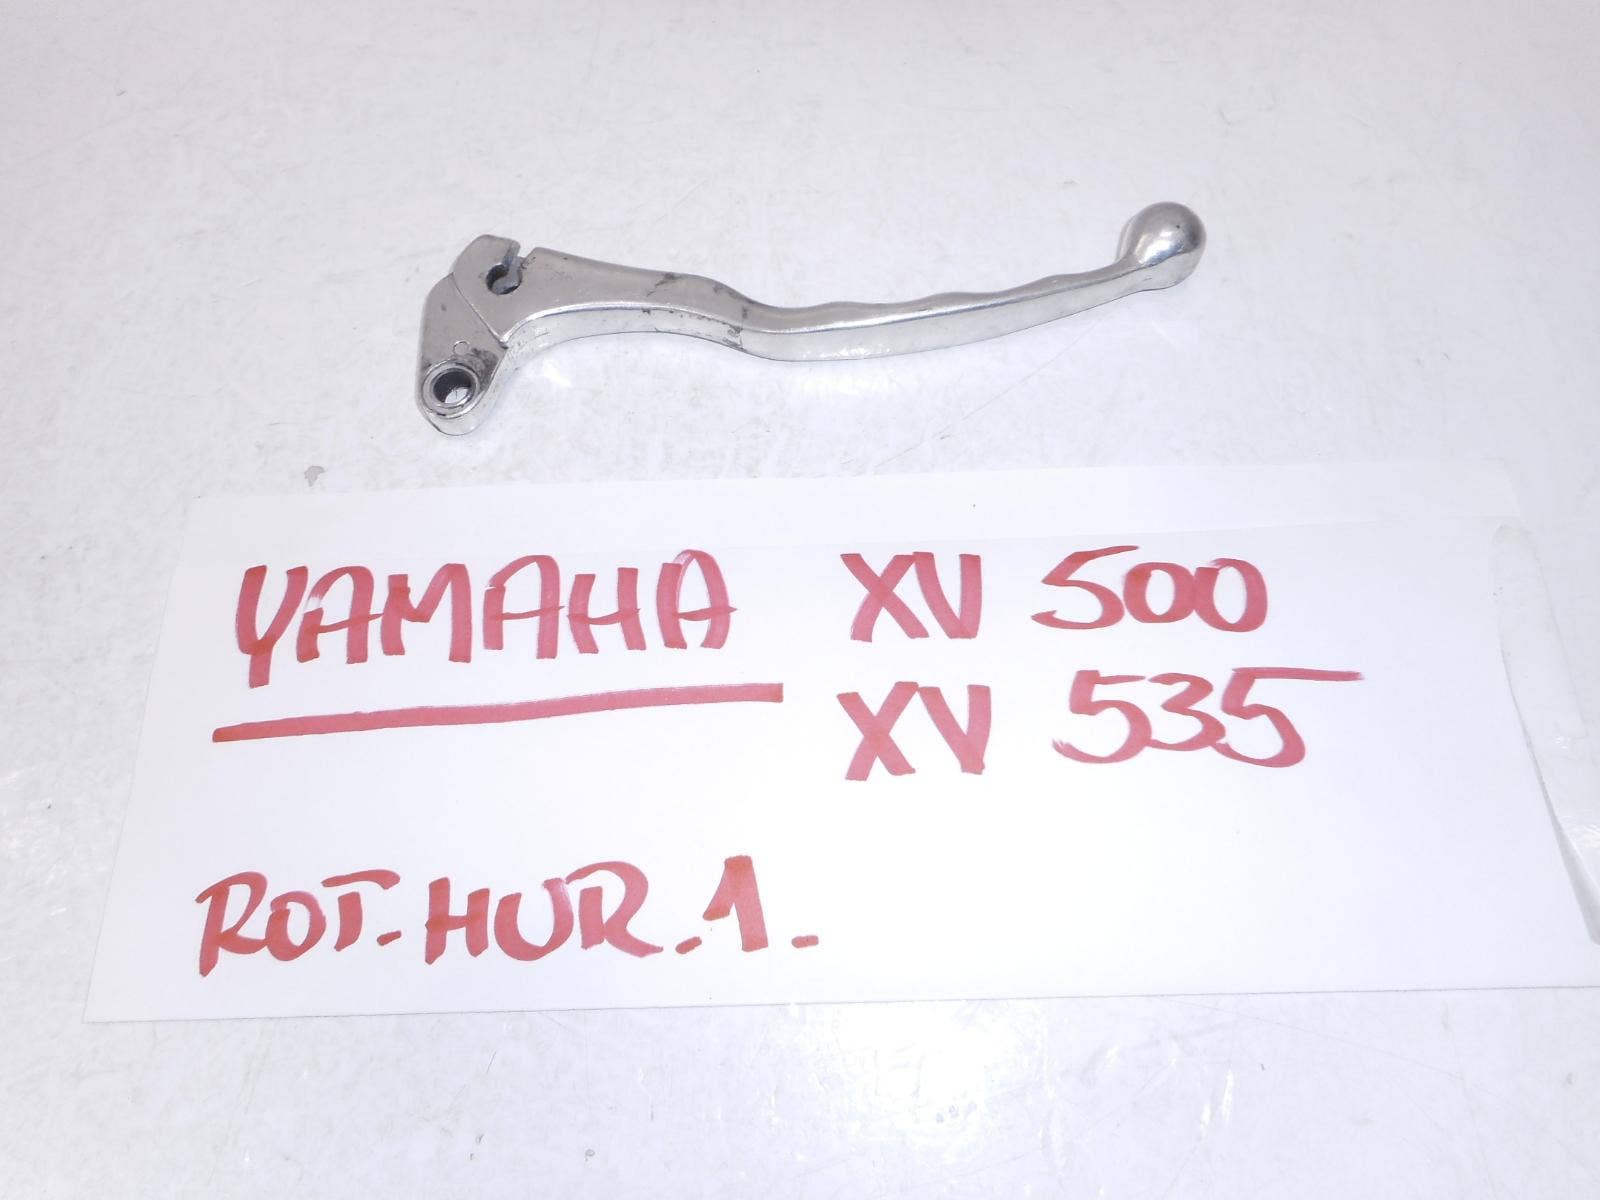 YAMAHA XV 500
XV 535
ROT. HUR. 1.